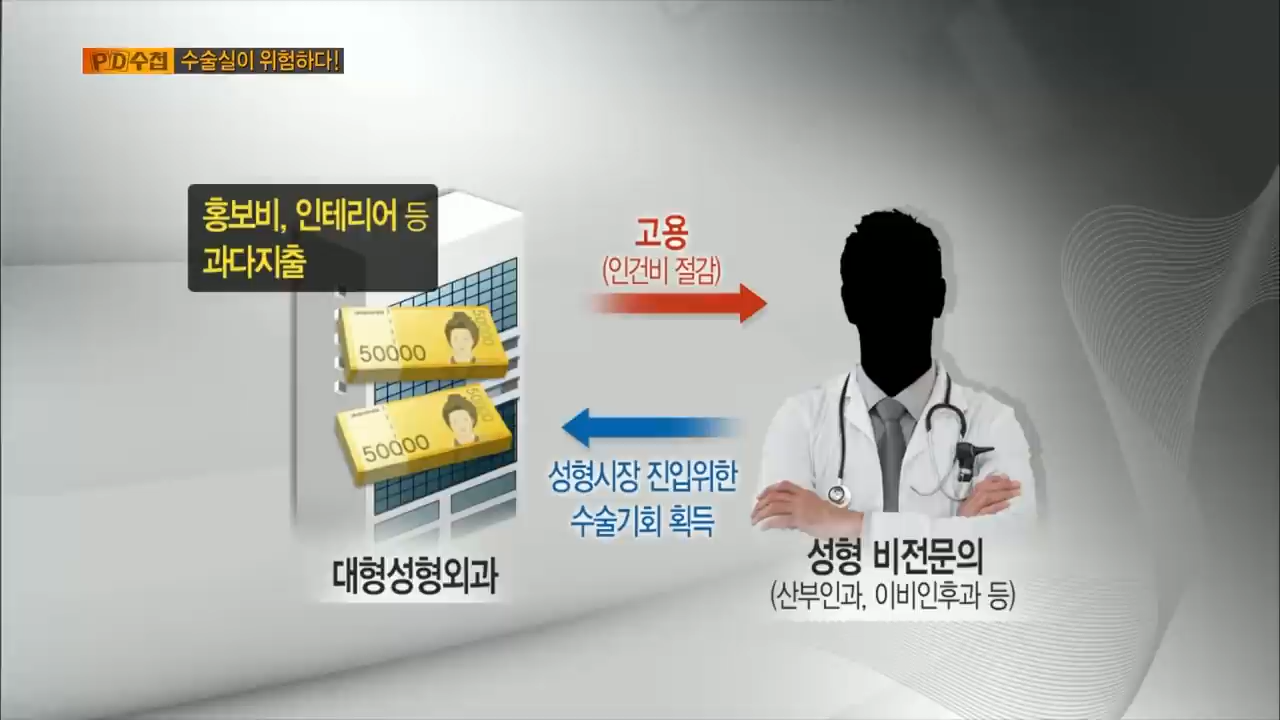 PD수첩 수술실이 위험하다!
홍보비, 인테리어 등
과다지출
고용
(인건비 절감)
50000
50000
성형시장 진입위한
수술기회 획득
대형성형외과
성형 비전문의
(산부인과, 이비인후과 등)